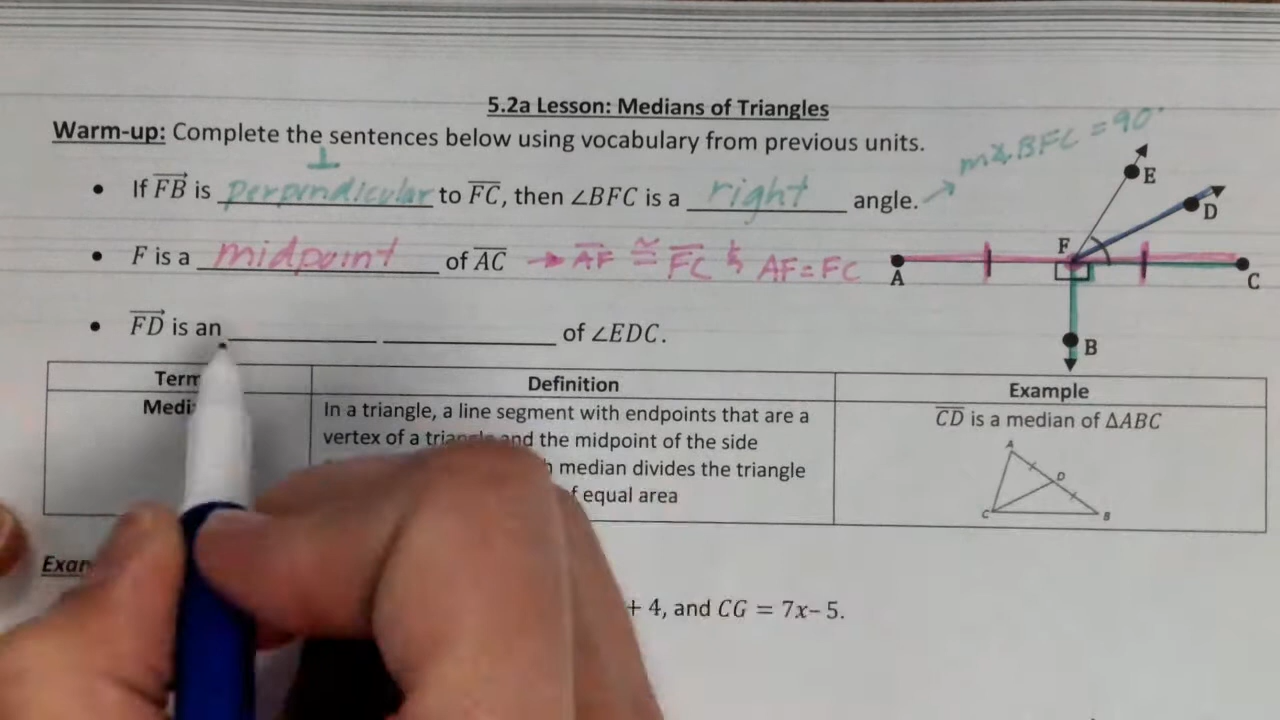 5.2a Lesson: Medians of Triangles
Warm-up: Complete the sentences below using vocabulary from previous units.
m∡BFC = 90°
⊥
• If FB is perpendicular to FC, then ∠BFC is a right angle. →
• F is a midpoint of AC → AF ≅ FC & AF = FC
• FD is an ____ ____ of ∠EDC.
E
D
F
A
C
B
Term Definition Example
In a triangle, a line segment with endpoints that are a
vertex of a triangle and the midpoint of the side
median divides the triangle
of equal area
CD is a median of ΔABC
A
D
C
B
+ 4, and CG = 7x– 5.